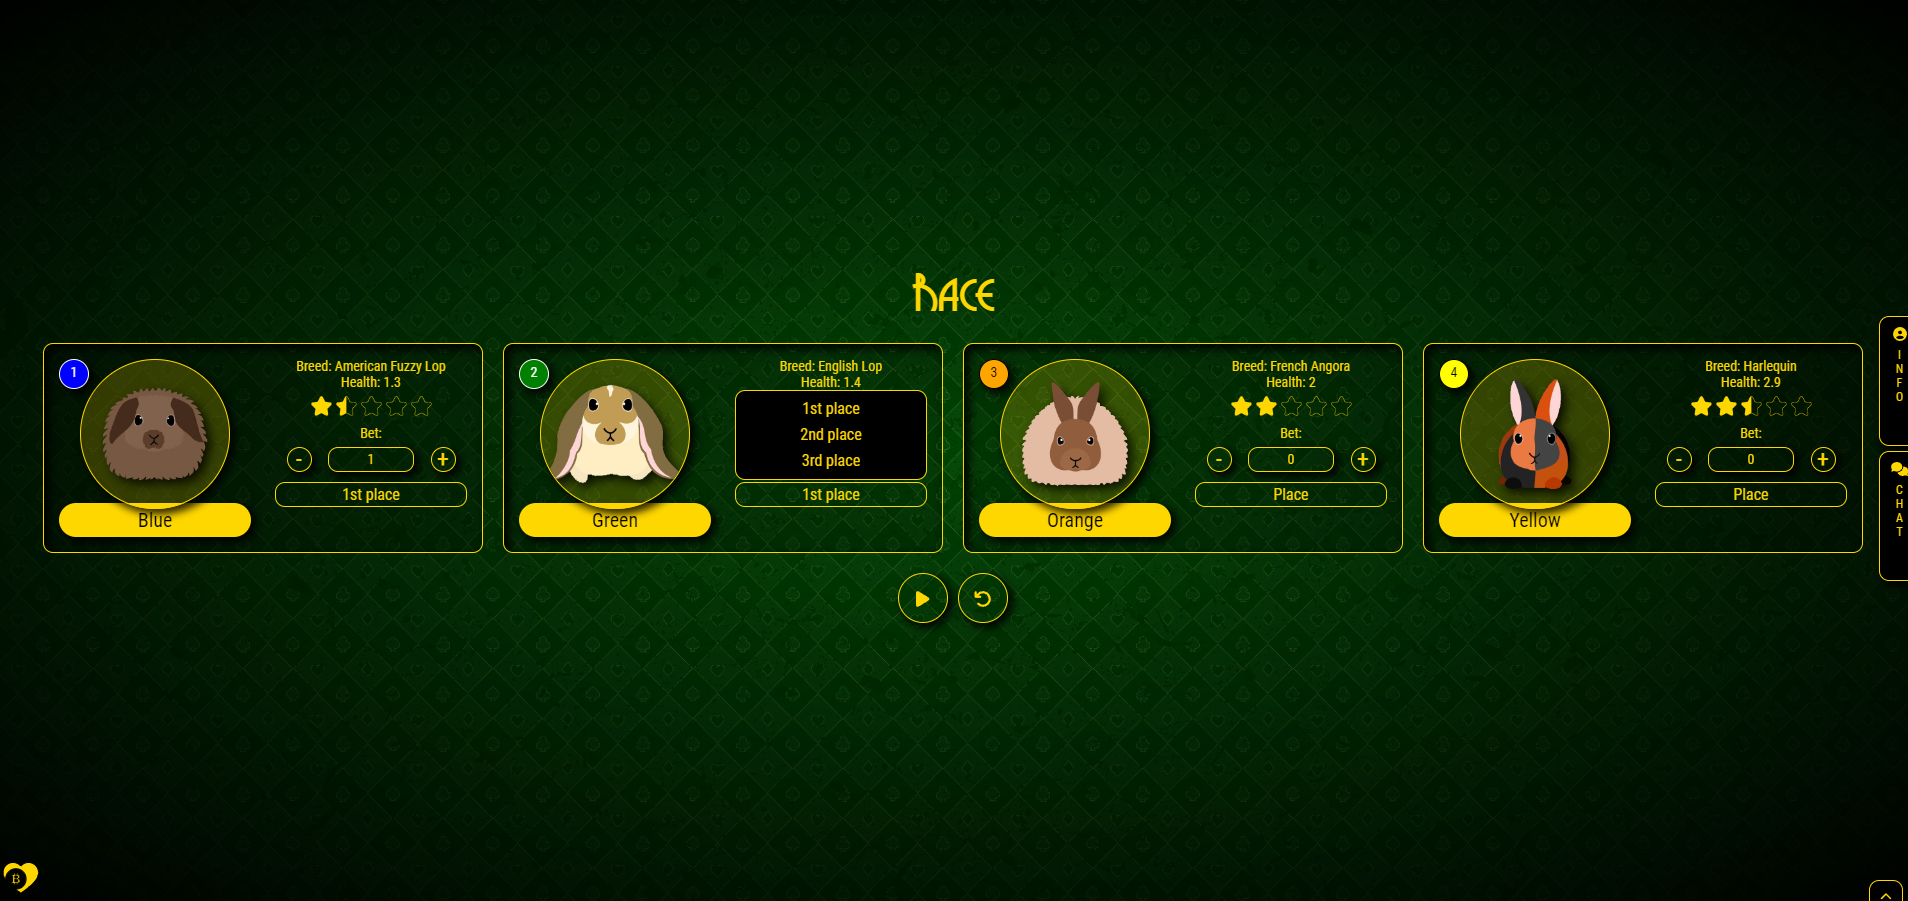 RACE
1
Breed: American Fuzzy Lop
Health: 1.3
Bet:
- 1 +
1st place
Blue
2
Breed: English Lop
Health: 1.4
1st place
2nd place
3rd place
1st place
Green
3
Breed: French Angora
Health: 2
Bet:
- 0 +
Place
Orange
4
Breed: Harlequin
Health: 2.9
Bet:
- 0 +
Place
Yellow
INFO
CHAT